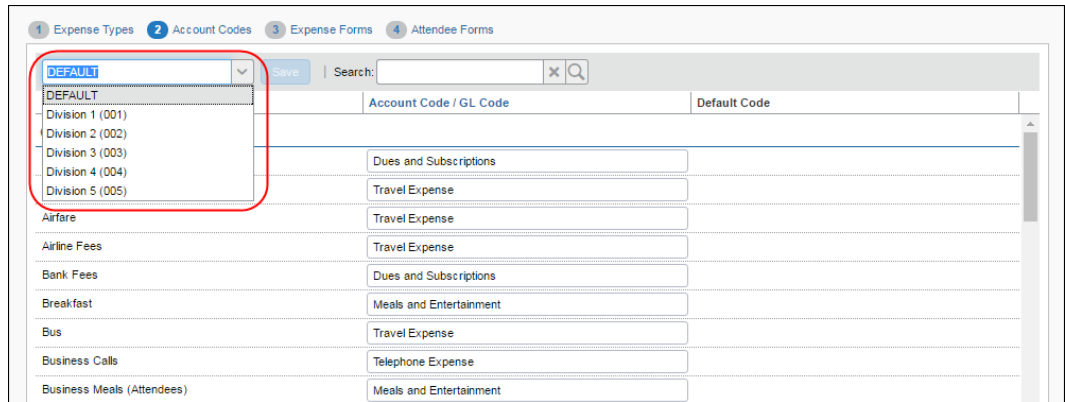 1 Expense Types 2 Account Codes 3 Expense Forms 4 Attendee Forms
DEFAULT Save | Search:
DEFAULT
Division 1 (001)
Division 2 (002)
Division 3 (003)
Division 4 (004)
Division 5 (005)
Account Code / GL Code Default Code
Dues and Subscriptions
Travel Expense
Airfare Travel Expense
Airline Fees Travel Expense
Bank Fees Dues and Subscriptions
Breakfast Meals and Entertainment
Bus Travel Expense
Business Calls Telephone Expense
Business Meals (Attendees) Meals and Entertainment